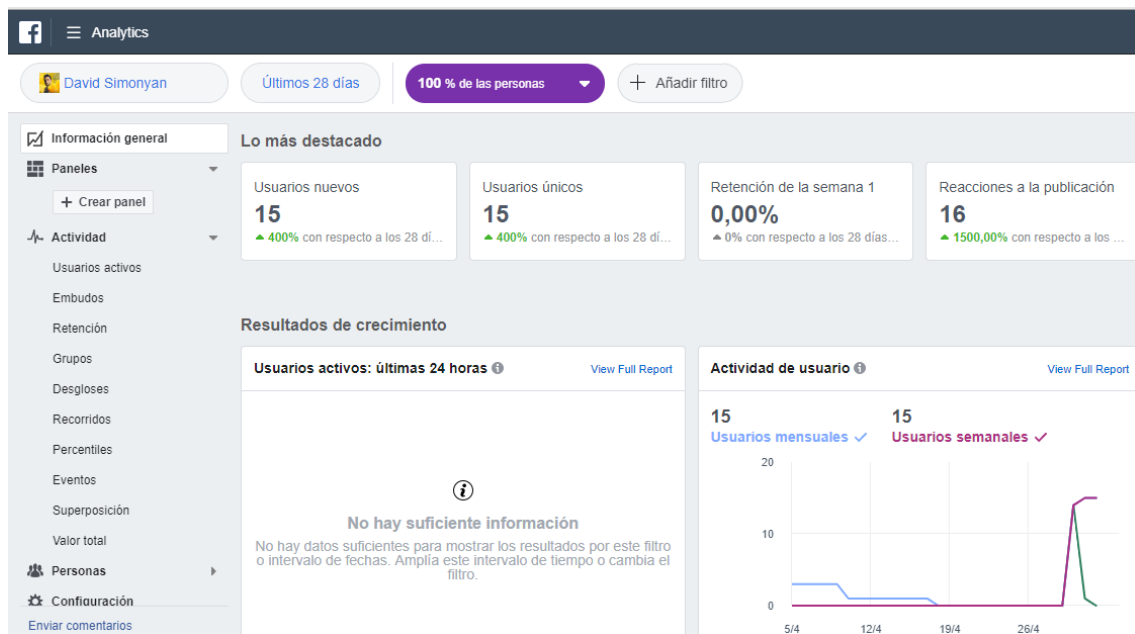 f Analytics
David Simonyan
Últimos 28 días
100 % de las personas
+ Añadir filtro
Información general
Paneles
+ Crear panel
Actividad
Usuarios activos
Embudos
Retención
Grupos
Desgloses
Recorridos
Percentiles
Eventos
Superposición
Valor total
Personas
Configuración
Enviar comentarios
Lo más destacado
Usuarios nuevos
15
400% con respecto a los 28 dí...
Usuarios únicos
15
400% con respecto a los 28 dí...
Retención de la semana 1
0,00%
0% con respecto a los 28 días...
Reacciones a la publicación
16
1500,00% con respecto a los ...
Resultados de crecimiento
Usuarios activos: últimas 24 horas
View Full Report
No hay suficiente información
No hay datos suficientes para mostrar los resultados por este filtro
o intervalo de fechas. Amplía este intervalo de tiempo o cambia el
filtro.
Actividad de usuario
View Full Report
15
Usuarios mensuales
15
Usuarios semanales
20
10
0
5/4
12/4
19/4
26/4